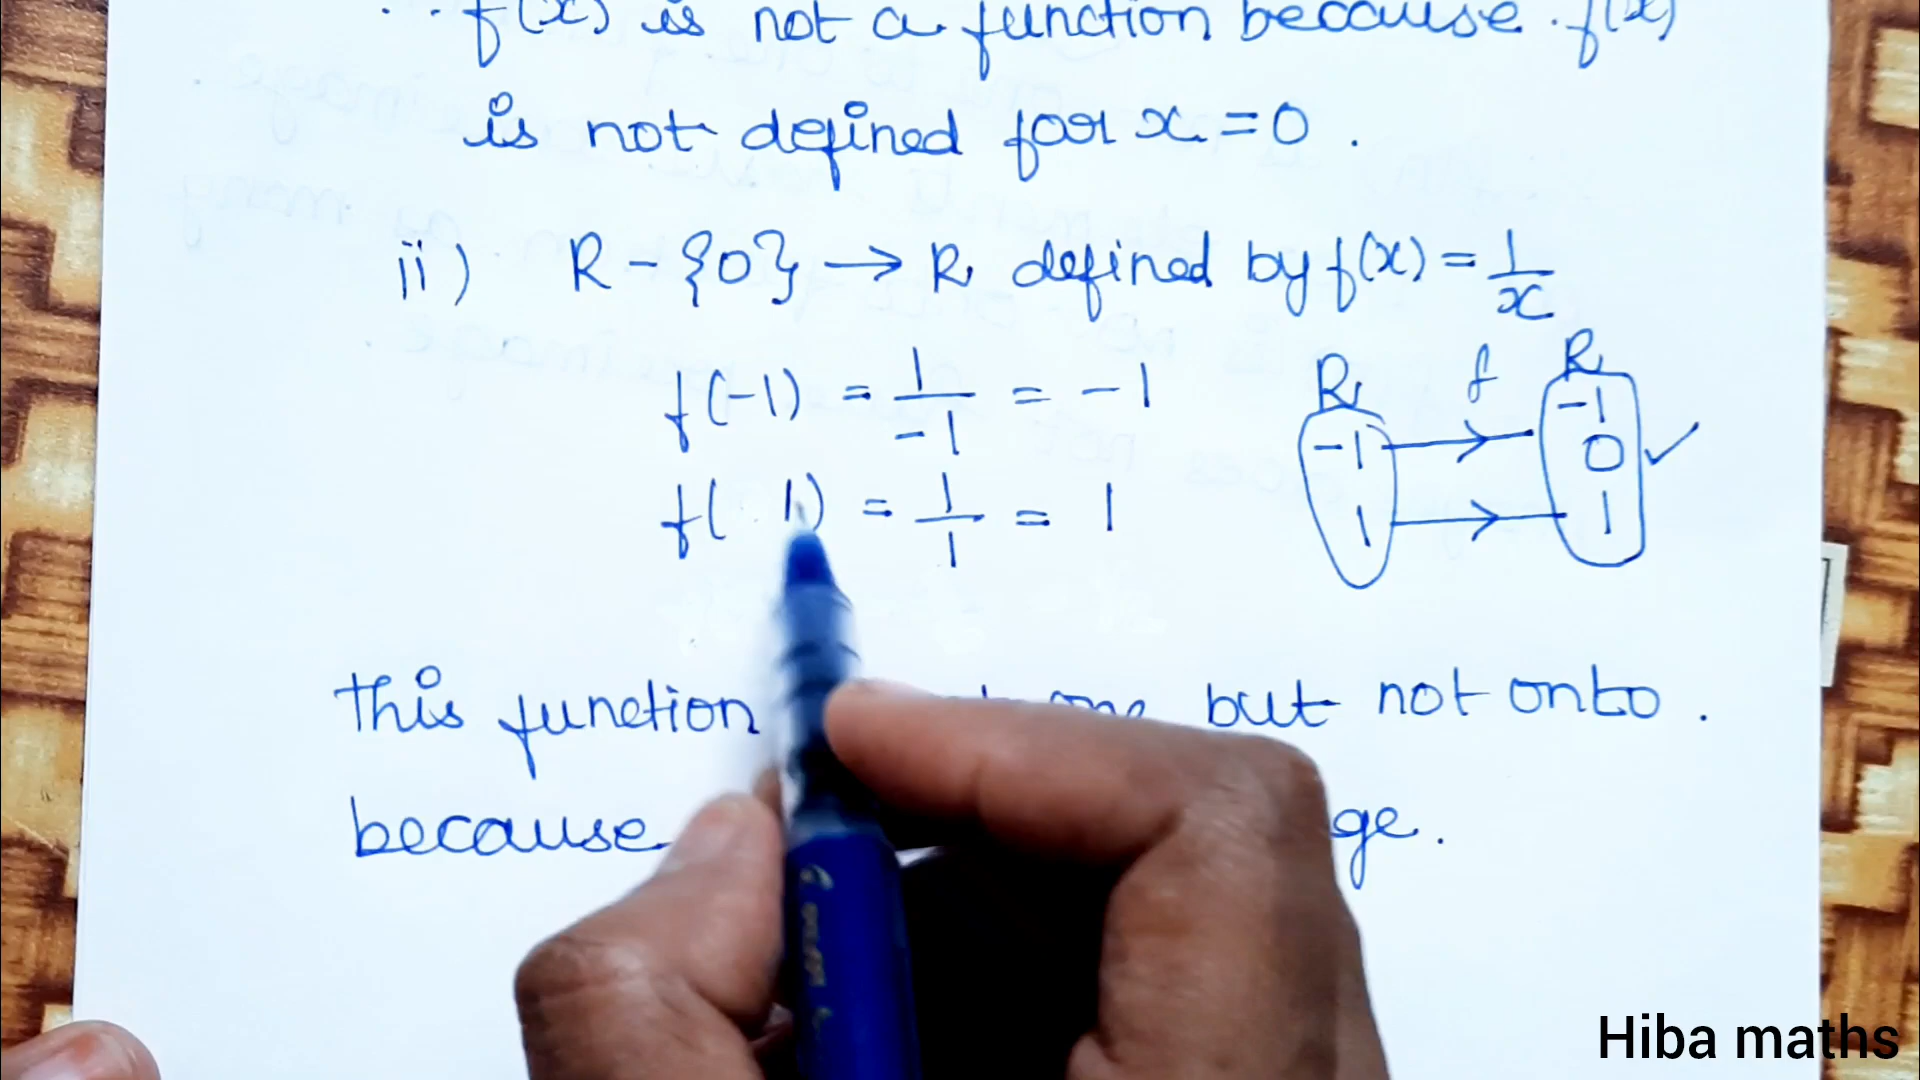 ∴ f(x) is not a function because f(x)
is not defined for x = 0 .
ii) R - {0} → R defined by f(x) = 1/x
f(-1) = 1/-1 = -1
f( 1) = 1/1 = 1
R f R
-1 -1
0 ✓
1 1
This function one but not onto .
because ge.
Hiba maths